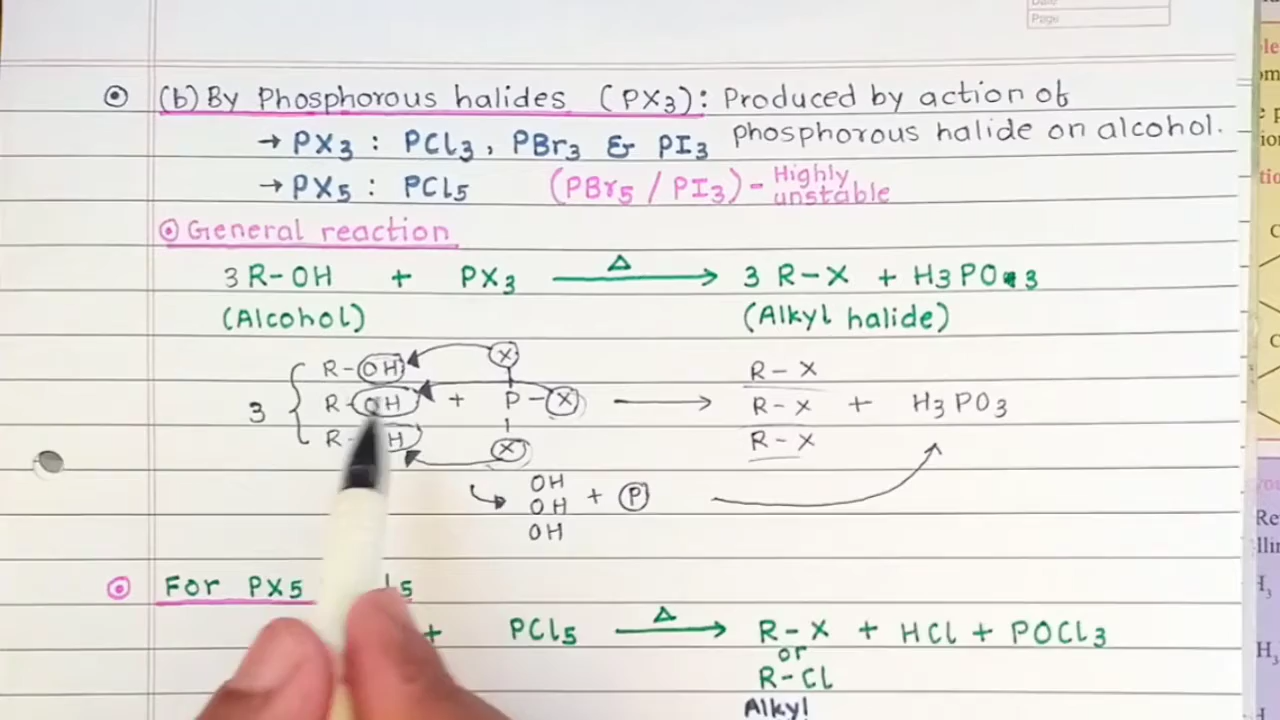 Page
(b) By Phosphorous halides (PX3): Produced by action of
phosphorous halide on alcohol.
→ PX3 : PCl3, PBr3 & PI3
→ PX5 : PCl5 (PBr5 / PI3) - Highly unstable
General reaction
3 R-OH + PX3 Δ→ 3 R-X + H3PO3
(Alcohol) (Alkyl halide)
R-OH X R-X
3 R-OH + P-X → R-X + H3PO3
R- H X R-X
OH
OH + P
OH
For PX5
+ PCl5 Δ→ R-X + HCl + POCl3
or
R-Cl
Alkyl